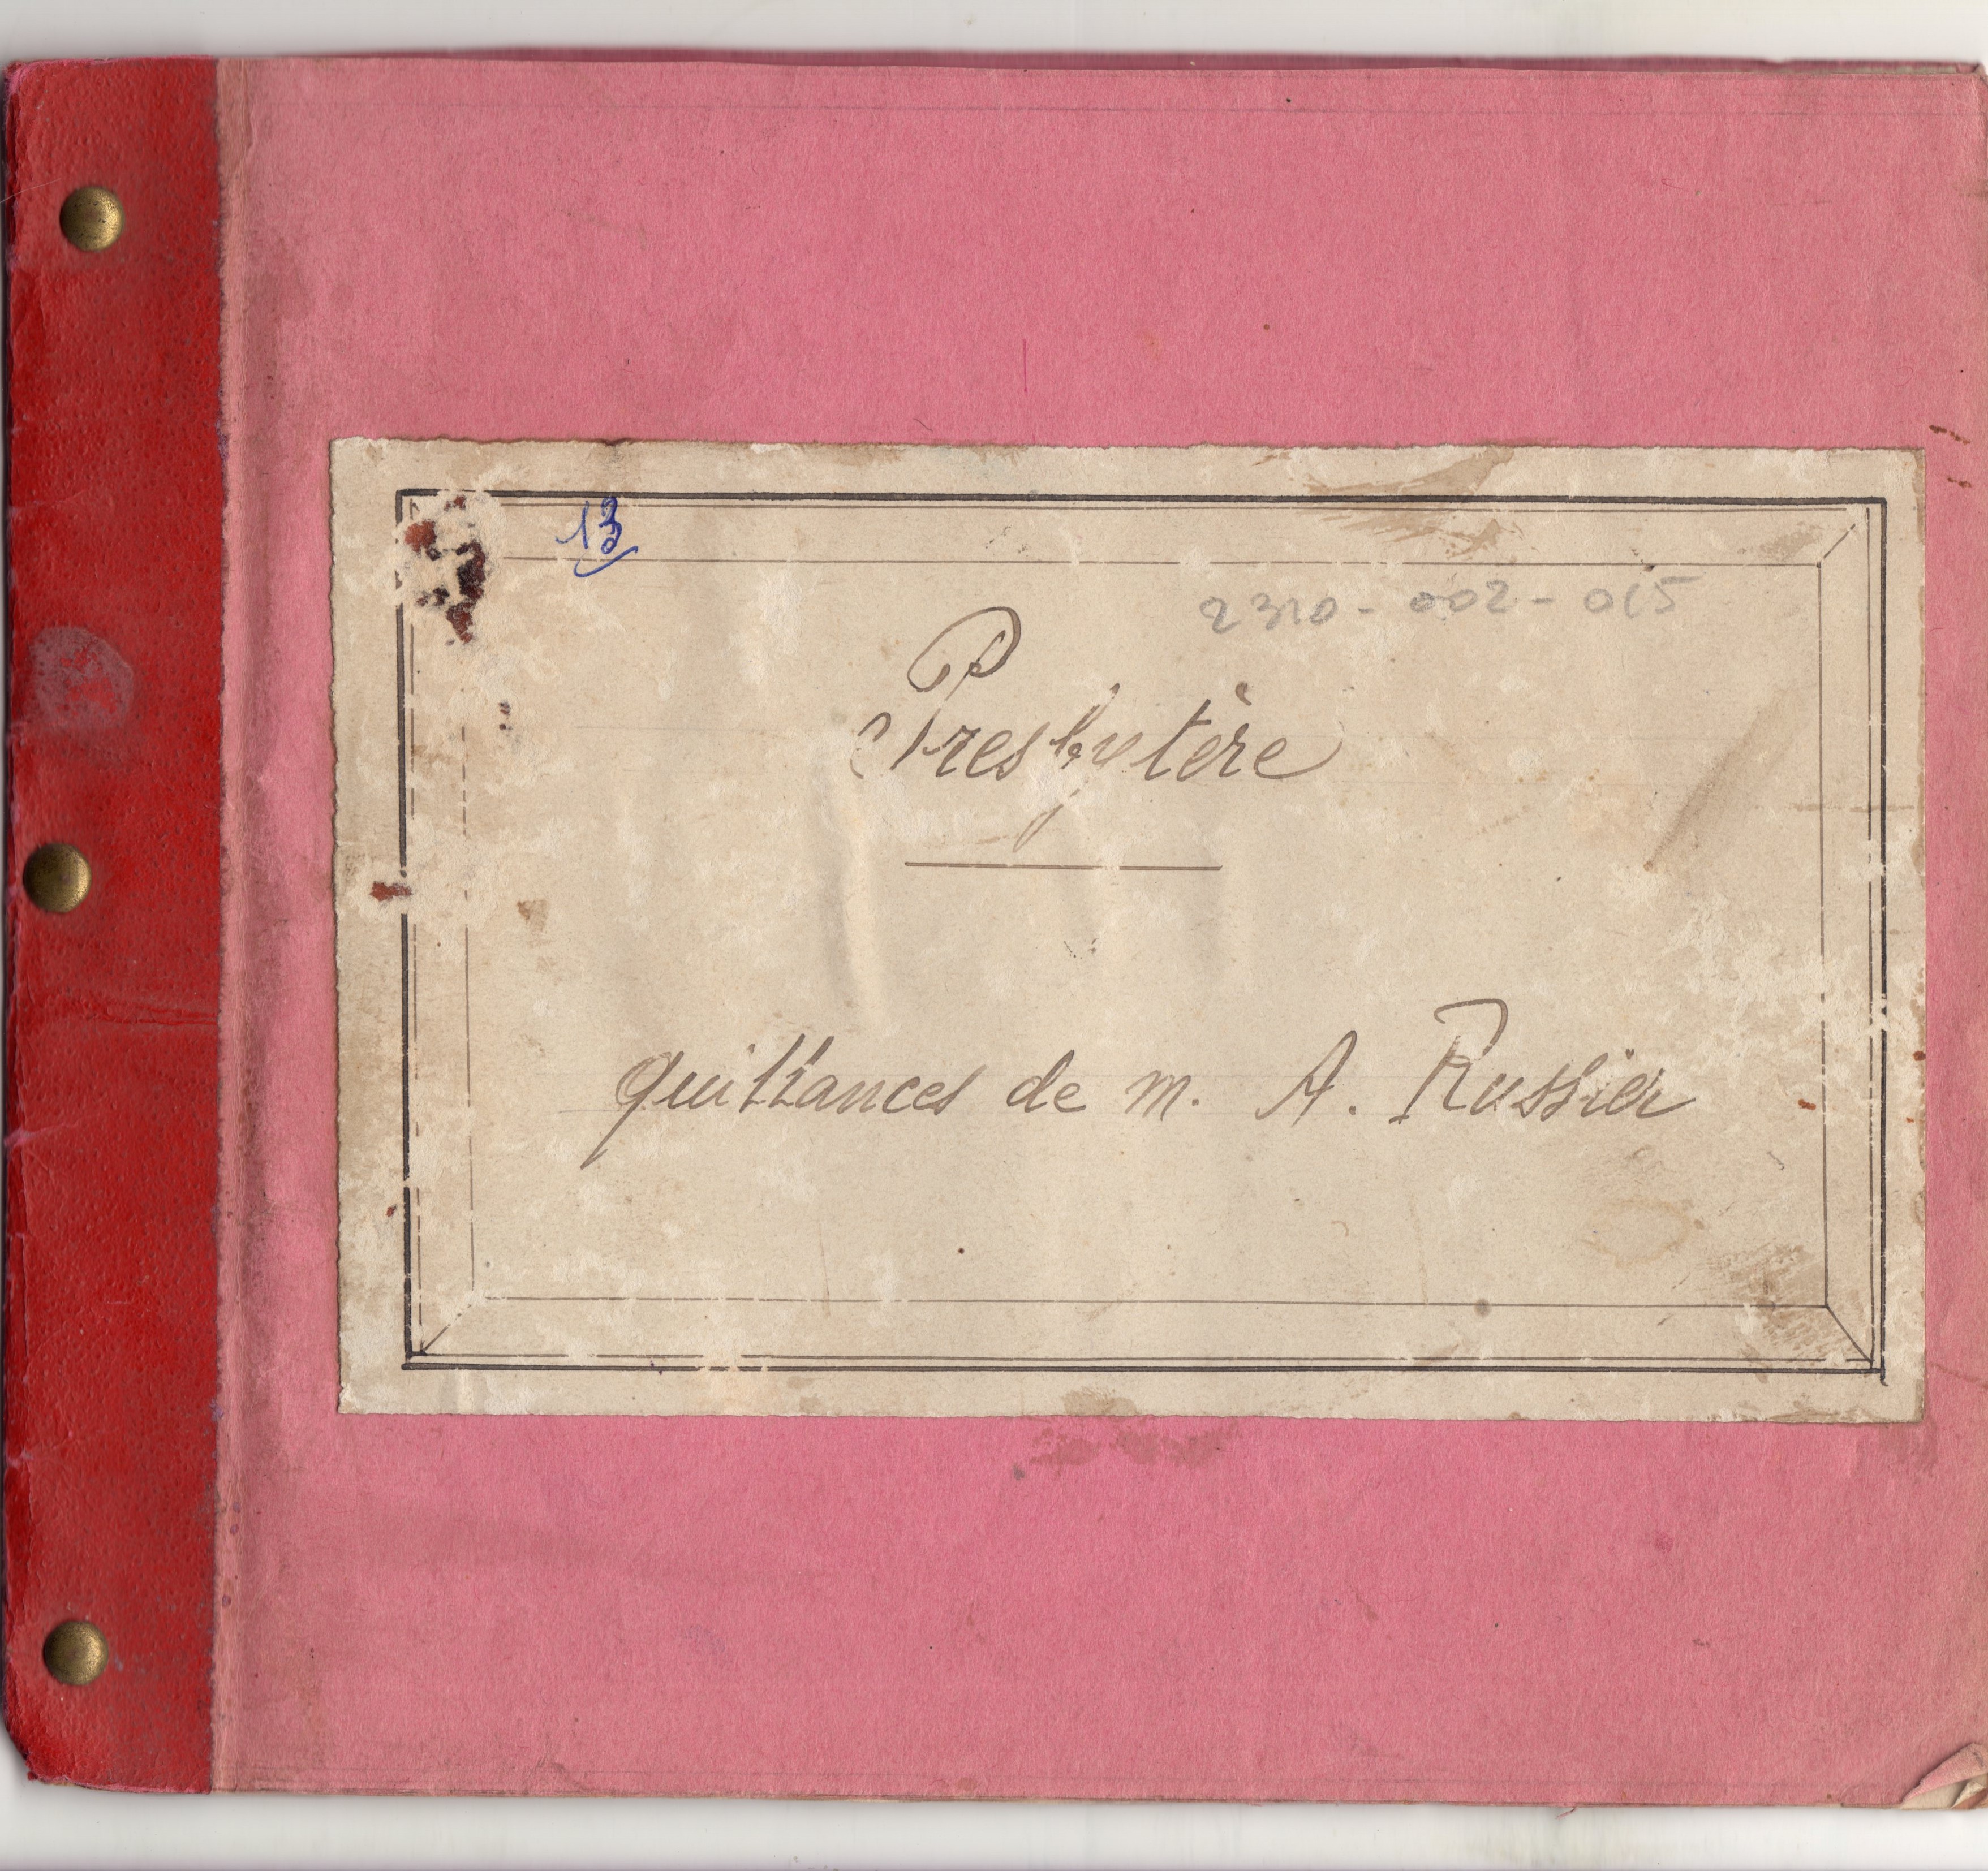 13
2310-002-015
Presbytère
quittances de m. A. Russier